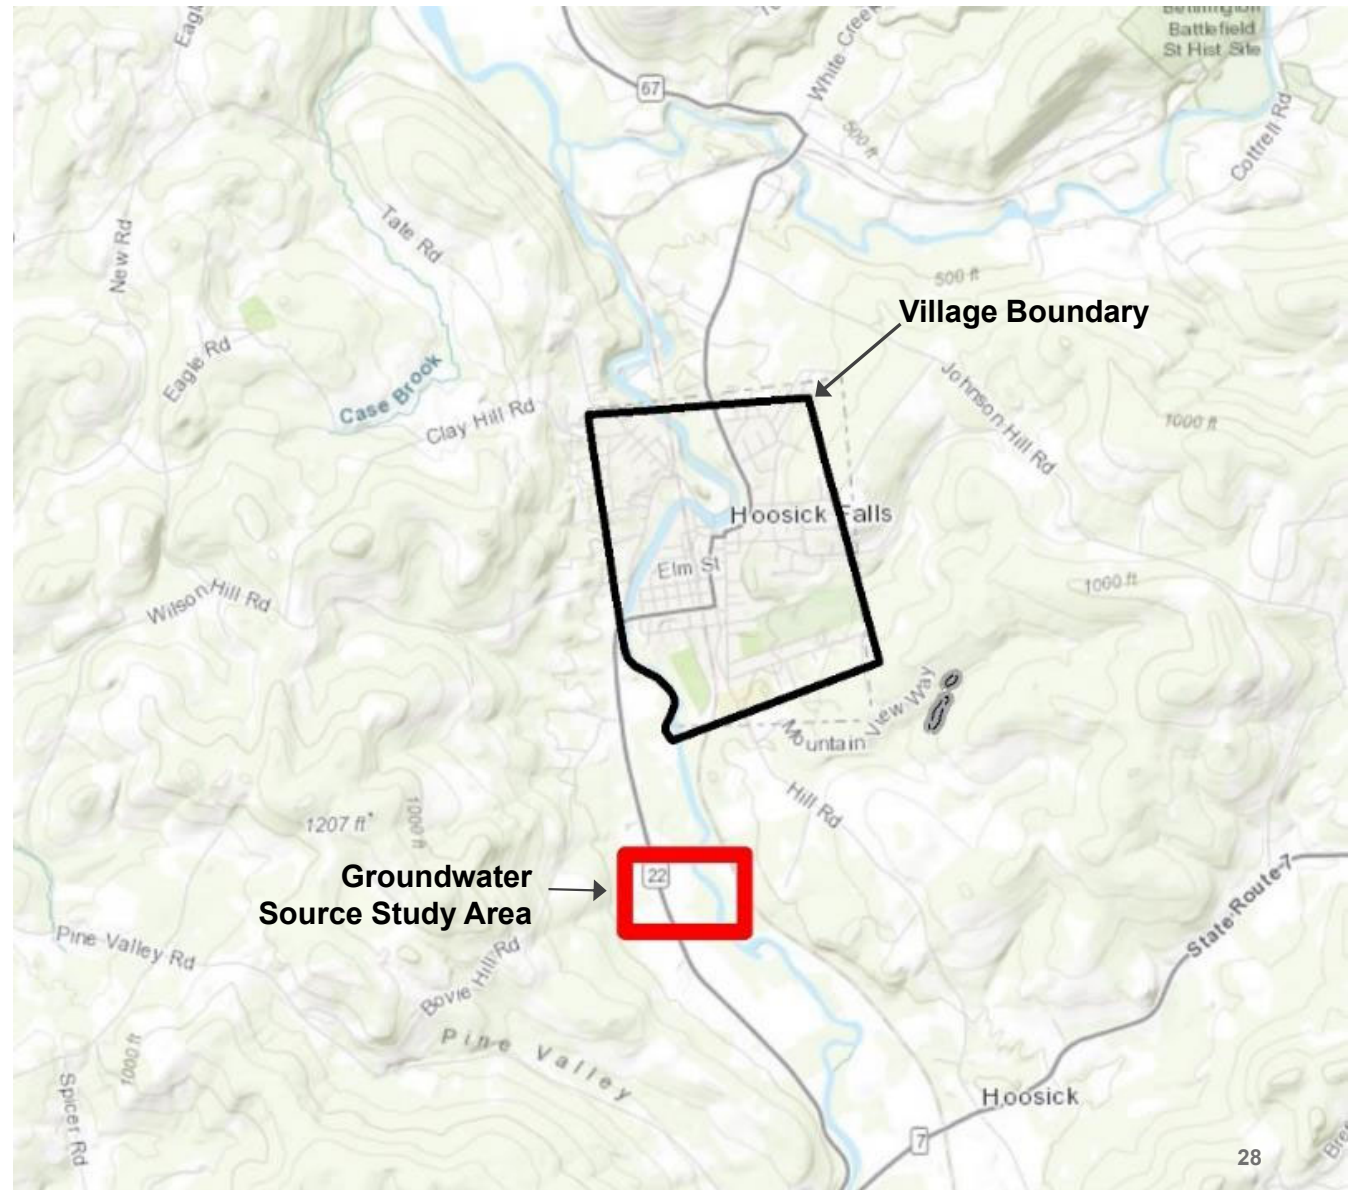 Bennington
Battlefield
St Hist Site
Eagle
White Creek
67
500 ft
Cottrell Rd
Tate Rd
New Rd
500 ft
Village Boundary
Eagle Rd
Case Brook
Clay Hill Rd
Johnson Hill Rd
1000 ft
Hoosick Falls
Elm St
Wilson Hill Rd
1000 ft
Mountain View Way
Hill Rd
1207 ft
1000 ft
Groundwater
Source Study Area
22
State Route 7
Pine Valley Rd
Bovie Hill Rd
Pine Valley
1000 ft
Spicer Rd
Hoosick
7
28